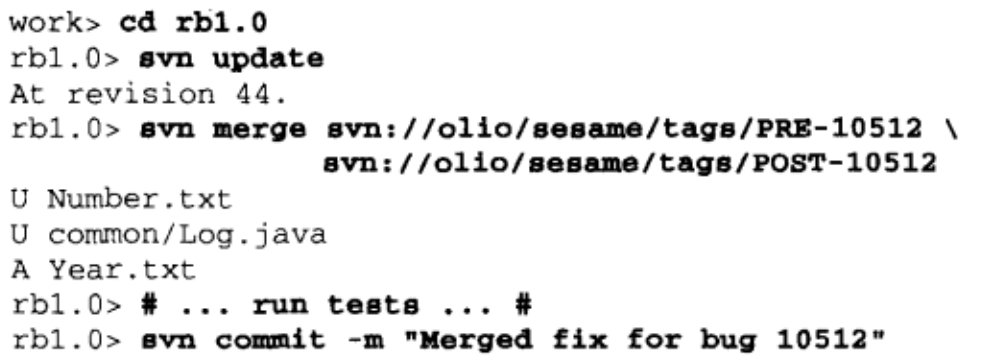 work> cd rb1.0
rb1.0> svn update
At revision 44.
rb1.0> svn merge svn://olio/sesame/tags/PRE-10512 \
svn://olio/sesame/tags/POST-10512
U Number.txt
U common/Log.java
A Year.txt
rb1.0> # ... run tests ... #
rb1.0> svn commit -m "Merged fix for bug 10512"